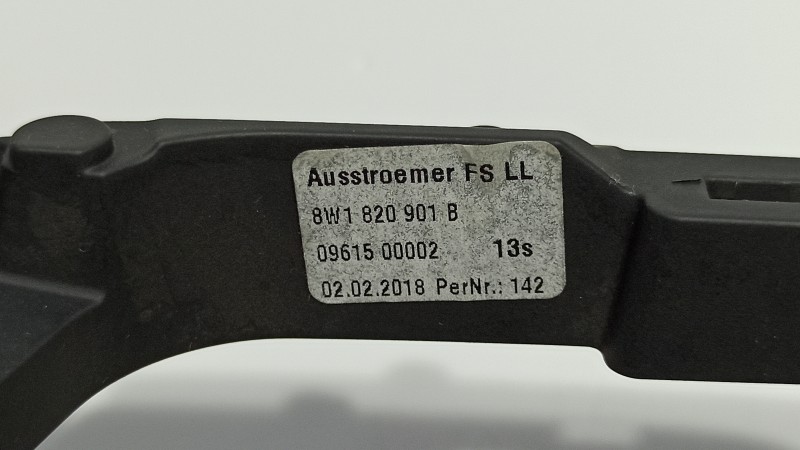 Ausstroemer FS LL
8W1 820 901 B
09615 00002 13s
02.02.2018 PerNr.: 142